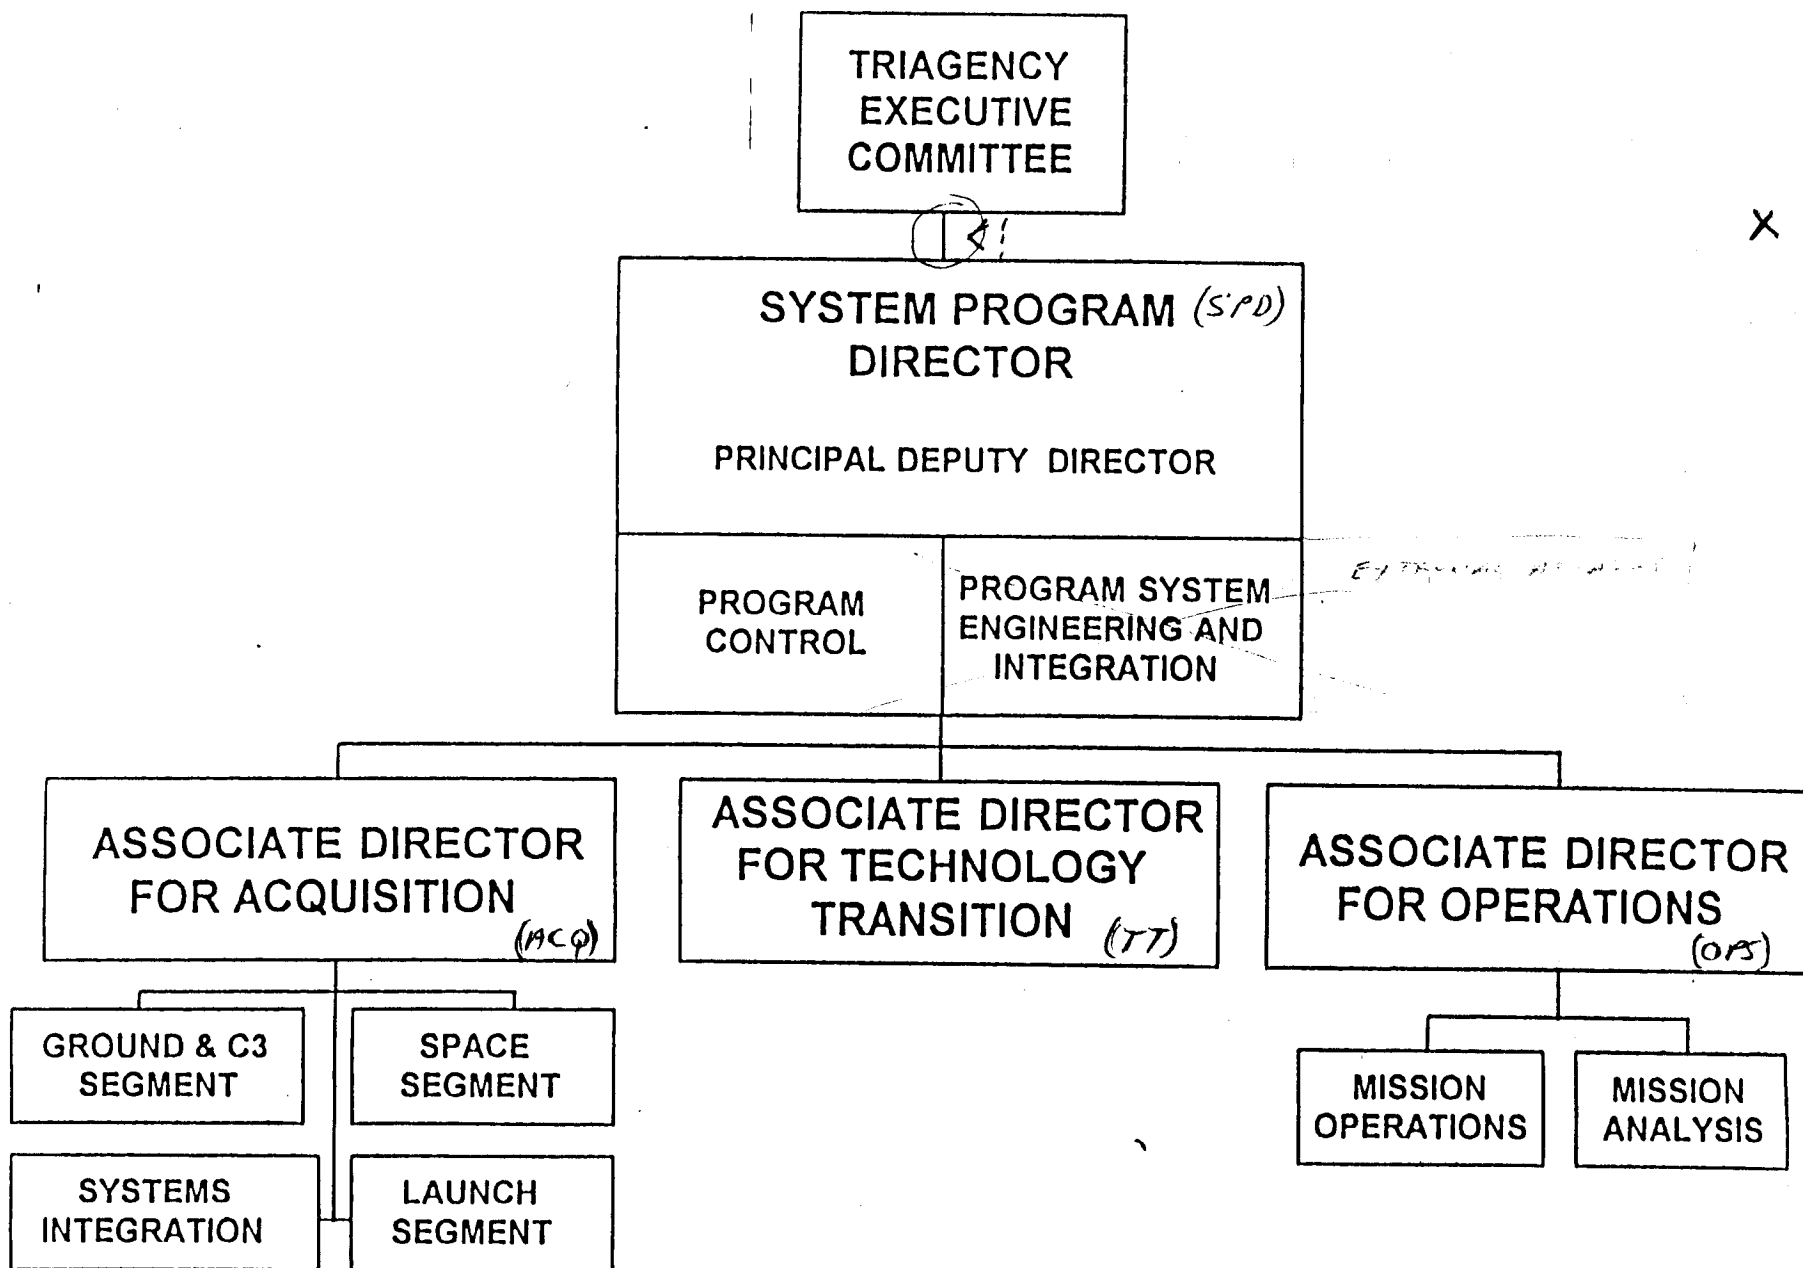 TRIAGENCY
EXECUTIVE
COMMITTEE
X
SYSTEM PROGRAM (SPD)
DIRECTOR
PRINCIPAL DEPUTY DIRECTOR
PROGRAM
CONTROL
PROGRAM SYSTEM
ENGINEERING AND
INTEGRATION
ASSOCIATE DIRECTOR
FOR ACQUISITION
(ACQ)
ASSOCIATE DIRECTOR
FOR TECHNOLOGY
TRANSITION (TT)
ASSOCIATE DIRECTOR
FOR OPERATIONS
(OPS)
GROUND & C3
SEGMENT
SPACE
SEGMENT
SYSTEMS
INTEGRATION
LAUNCH
SEGMENT
MISSION
OPERATIONS
MISSION
ANALYSIS